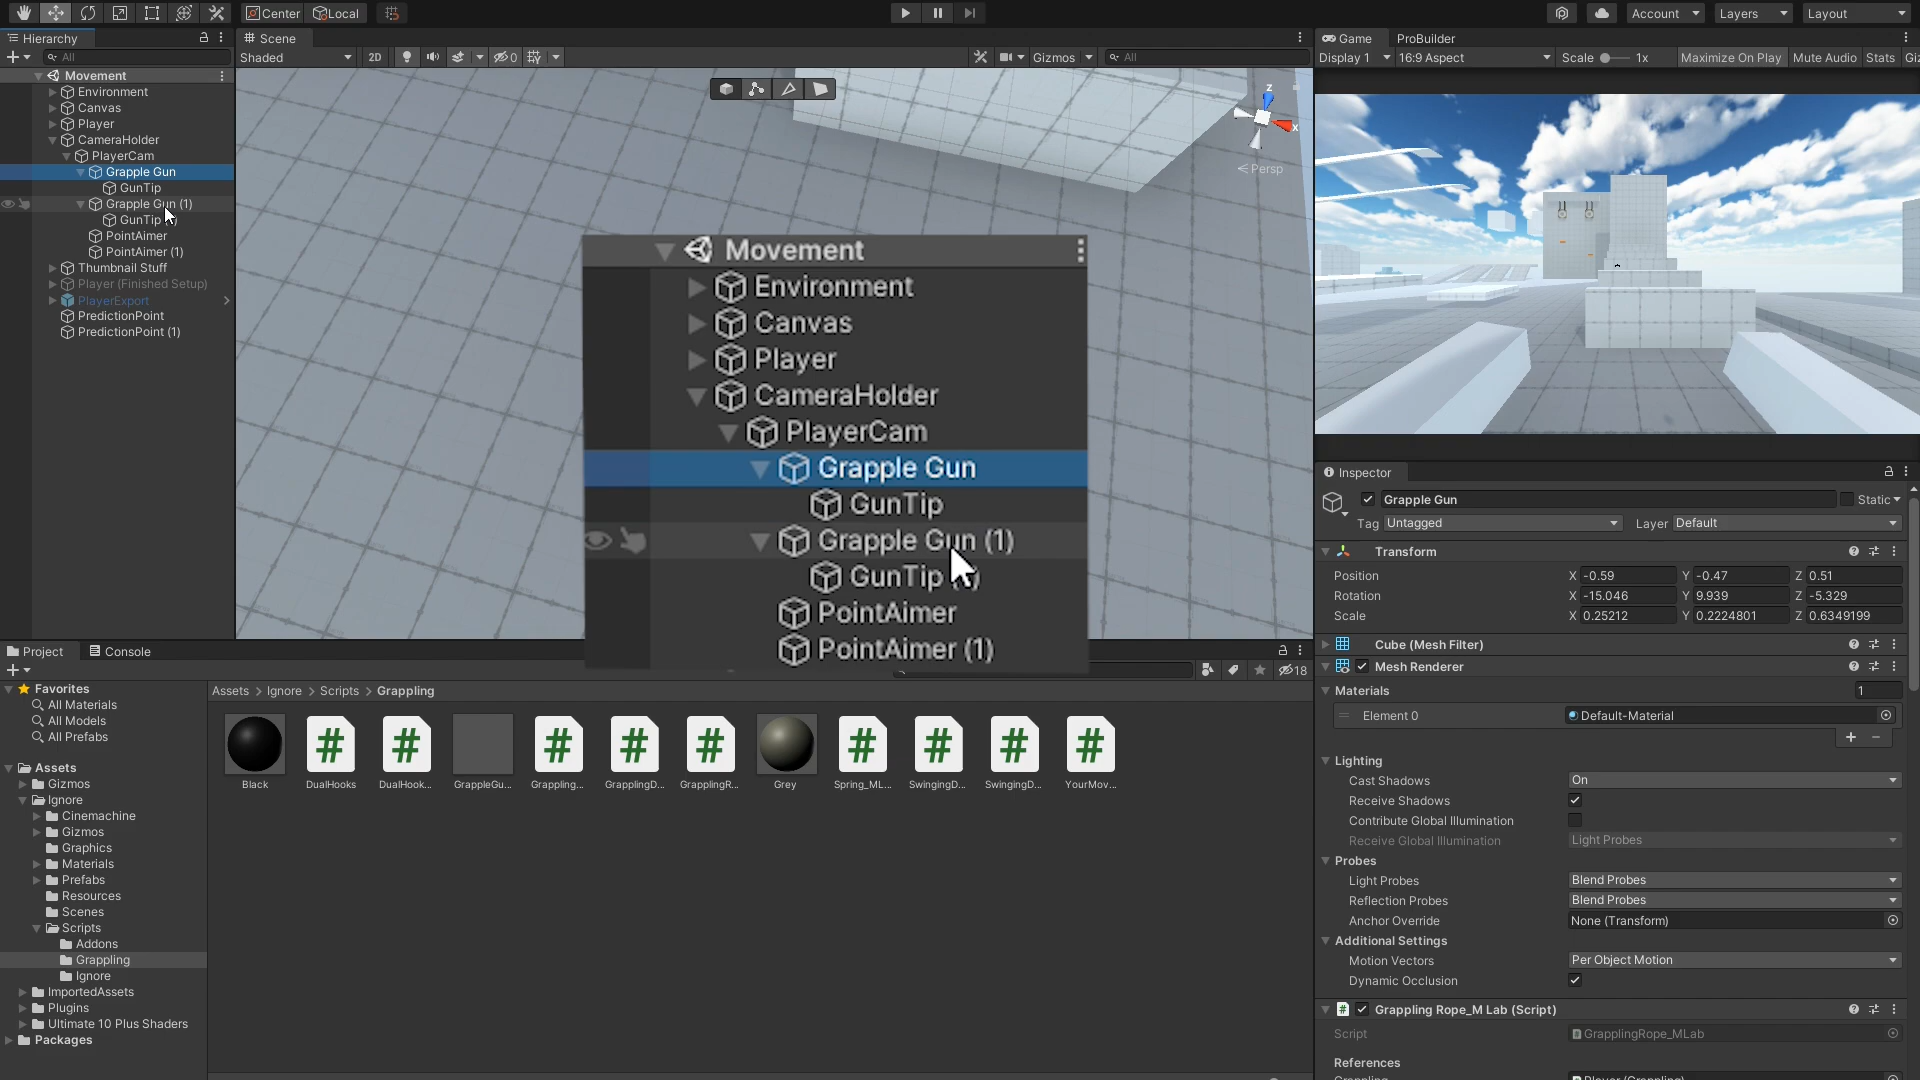 Center
Local
Account
Layers
Layout
Hierarchy
All
Movement
Environment
Canvas
Player
CameraHolder
PlayerCam
Grapple Gun
GunTip
Grapple Gun (1)
GunTip
PointAimer
PointAimer (1)
Thumbnail Stuff
Player (Finished Setup)
PlayerExport
PredictionPoint
PredictionPoint (1)
Scene
Shaded
2D
0
Gizmos
All
z
x
Persp
Movement
Environment
Canvas
Player
CameraHolder
PlayerCam
Grapple Gun
GunTip
Grapple Gun (1)
GunTip
PointAimer
PointAimer (1)
Game
ProBuilder
Display 1
16:9 Aspect
Scale
1x
Maximize On Play
Mute Audio
Stats
Giz
Inspector
Grapple Gun
Static
Tag
Untagged
Layer
Default
Transform
Position
X -0.59
Y -0.47
Z 0.51
Rotation
X -15.046
Y 9.939
Z -5.329
Scale
X 0.25212
Y 0.2224801
Z 0.6349199
Cube (Mesh Filter)
Mesh Renderer
Materials
1
Element 0
Default-Material
Lighting
Cast Shadows
On
Receive Shadows
Contribute Global Illumination
Receive Global Illumination
Light Probes
Probes
Light Probes
Blend Probes
Reflection Probes
Blend Probes
Anchor Override
None (Transform)
Additional Settings
Motion Vectors
Per Object Motion
Dynamic Occlusion
Grappling Rope_M Lab (Script)
Script
GrapplingRope_MLab
References
Project
Console
18
Favorites
All Materials
All Models
All Prefabs
Assets
Gizmos
Ignore
Cinemachine
Gizmos
Graphics
Materials
Prefabs
Resources
Scenes
Scripts
Addons
Grappling
Ignore
ImportedAssets
Plugins
Ultimate 10 Plus Shaders
Packages
Assets > Ignore > Scripts > Grappling
Black
DualHooks
DualHook...
GrappleGu...
Grappling...
GrapplingD...
GrapplingR...
Grey
Spring_ML...
SwingingD...
SwingingD...
YourMov...